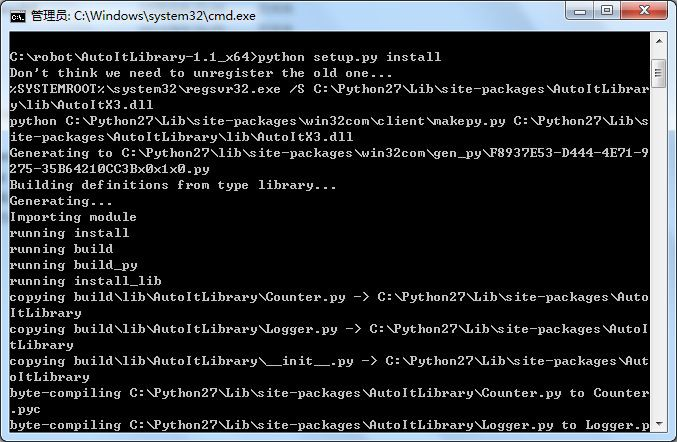 管理员: C:\Windows\system32\cmd.exe
C:\robot\AutoItLibrary-1.1_x64>python setup.py install
Don't think we need to unregister the old one...
%SYSTEMROOT%\system32\regsvr32.exe /S C:\Python27\Lib\site-packages\AutoItLibrar
y\lib\AutoItX3.dll
python C:\Python27\Lib\site-packages\win32com\client\makepy.py C:\Python27\Lib\s
ite-packages\AutoItLibrary\lib\AutoItX3.dll
Generating to C:\Python27\lib\site-packages\win32com\gen_py\F8937E53-D444-4E71-9
275-35B64210CC3Bx0x1x0.py
Building definitions from type library...
Generating...
Importing module
running install
running build
running build_py
running install_lib
copying build\lib\AutoItLibrary\Counter.py -> C:\Python27\Lib\site-packages\Auto
ItLibrary
copying build\lib\AutoItLibrary\Logger.py -> C:\Python27\Lib\site-packages\AutoI
tLibrary
copying build\lib\AutoItLibrary\__init__.py -> C:\Python27\Lib\site-packages\Aut
oItLibrary
byte-compiling C:\Python27\Lib\site-packages\AutoItLibrary\Counter.py to Counter
.pyc
byte-compiling C:\Python27\Lib\site-packages\AutoItLibrary\Logger.py to Logger.p